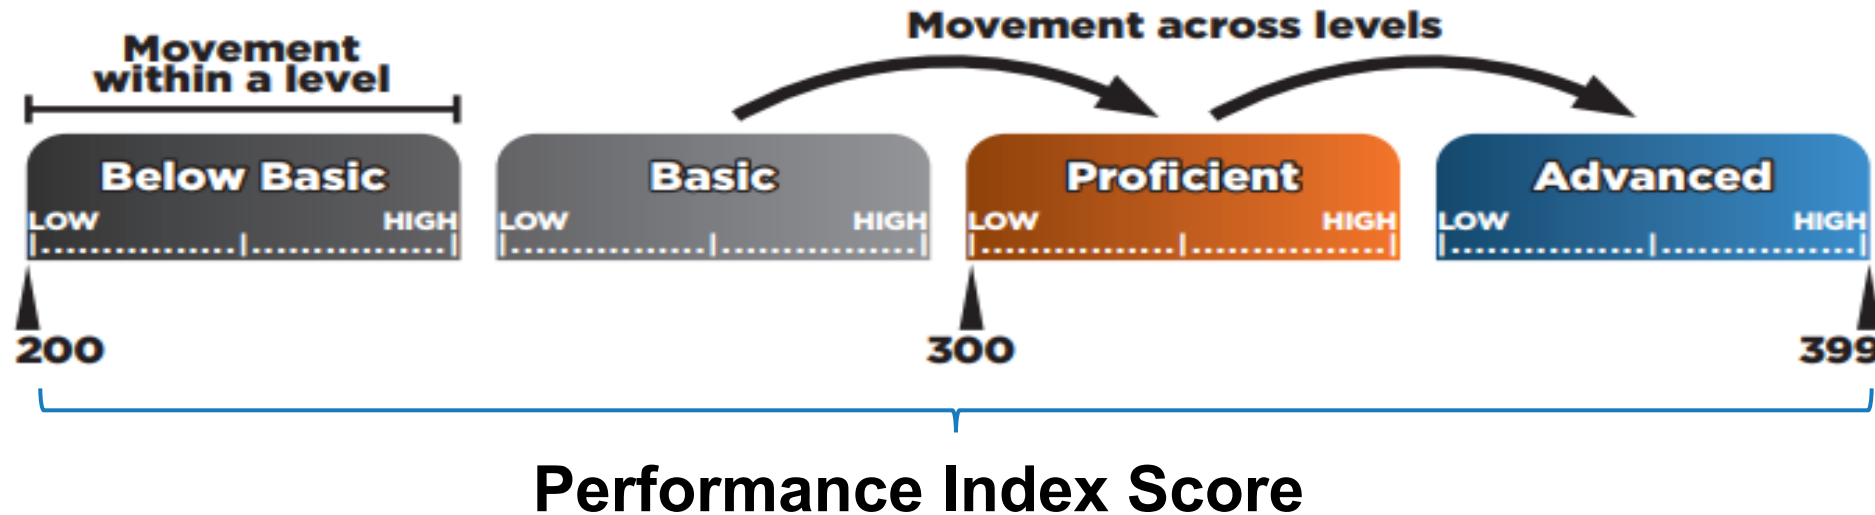 Movement across levels
Movement
within a level
Below Basic
Basic
Proficient
Advanced
LOW HIGH
LOW HIGH
LOW HIGH
LOW HIGH
200
300
399
Performance Index Score